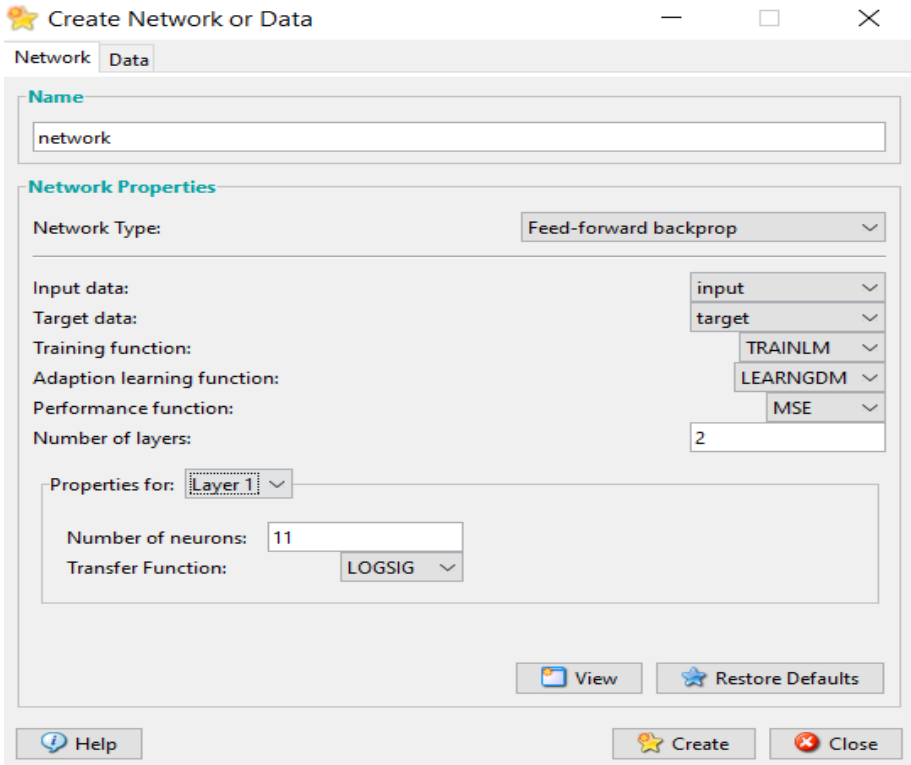 Create Network or Data
Network Data
Name
network
Network Properties
Network Type: Feed-forward backprop
Input data: input
Target data: target
Training function: TRAINLM
Adaption learning function: LEARNGDM
Performance function: MSE
Number of layers: 2
Properties for: Layer 1
Number of neurons: 11
Transfer Function: LOGSIG
View Restore Defaults
Help Create Close